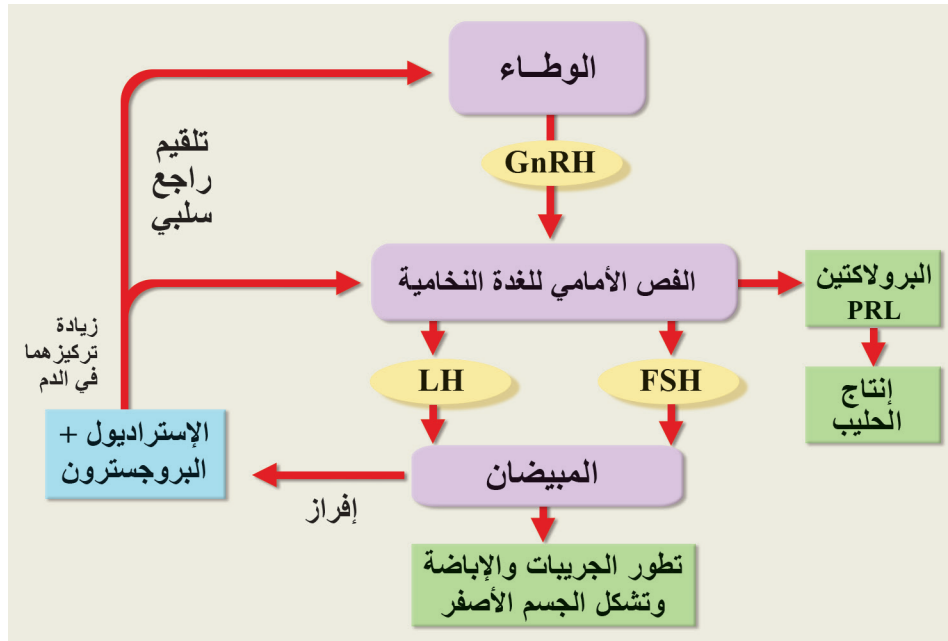 الوطــاء
GnRH
تلقيم
راجع
سلبي
الفص الأمامي للغدة النخامية
البرولاكتين
PRL
زيادة
تركيزهما
في الدم
LH
FSH
إنتاج
الحليب
الإستراديول +
البروجسترون
المبيضان
إفراز
تطور الجريبات والإباضة
وتشكل الجسم الأصفر